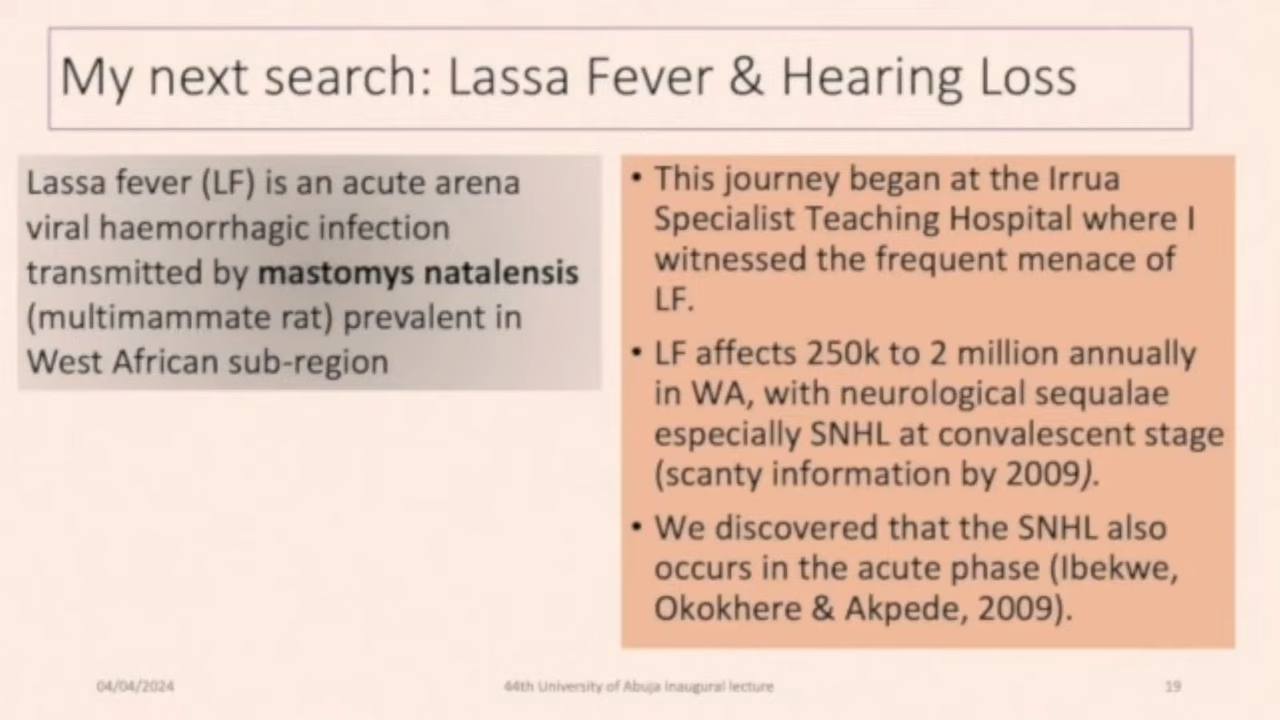 My next search: Lassa Fever & Hearing Loss
Lassa fever (LF) is an acute arena
viral haemorrhagic infection
transmitted by mastomys natalensis
(multimammate rat) prevalent in
West African sub-region
• This journey began at the Irrua
Specialist Teaching Hospital where I
witnessed the frequent menace of
LF.
• LF affects 250k to 2 million annually
in WA, with neurological sequalae
especially SNHL at convalescent stage
(scanty information by 2009).
• We discovered that the SNHL also
occurs in the acute phase (Ibekwe,
Okokhere & Akpede, 2009).
04/04/2024
44th University of Abuja Inaugural lecture
19